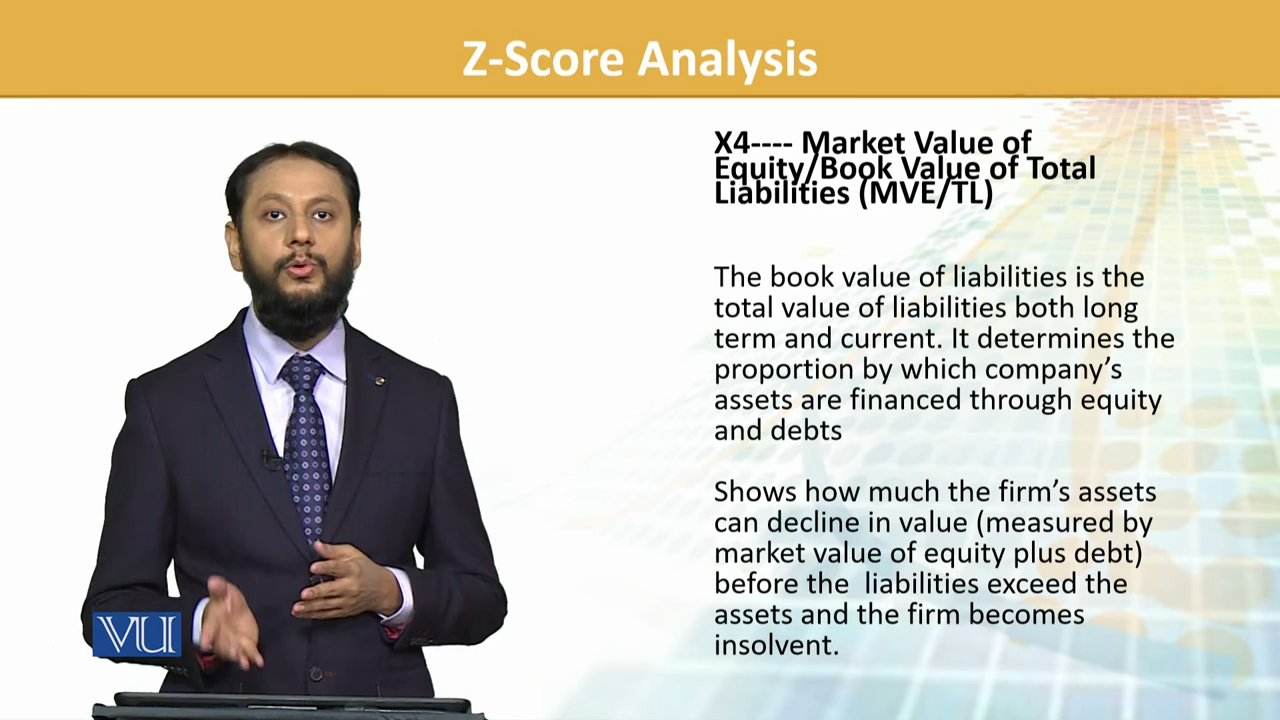 Z-Score Analysis
X4---- Market Value of
Equity/Book Value of Total
Liabilities (MVE/TL)
The book value of liabilities is the
total value of liabilities both long
term and current. It determines the
proportion by which company’s
assets are financed through equity
and debts
Shows how much the firm’s assets
can decline in value (measured by
market value of equity plus debt)
before the  liabilities exceed the
assets and the firm becomes
insolvent.
VU